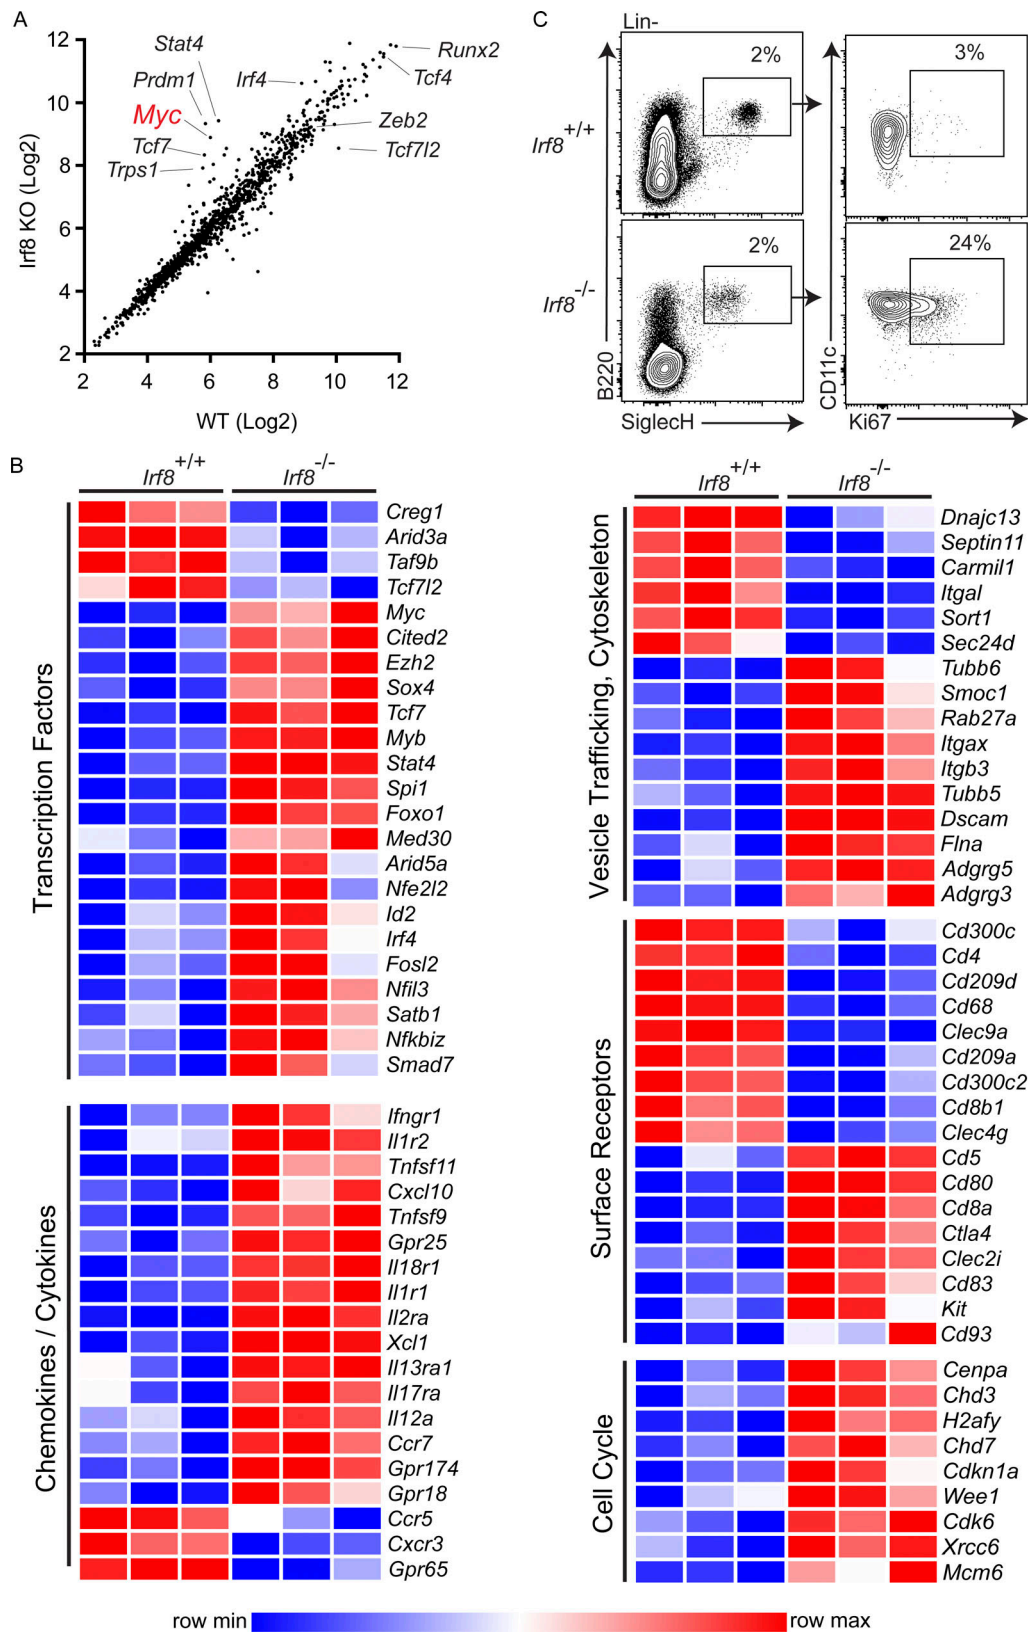 A
Irf8 KO (Log2)
12
10
8
6
4
2
2 4 6 8 10 12
WT (Log2)
Stat4
Prdm1
Myc
Tcf7
Trps1
Irf4
Runx2
Tcf4
Zeb2
Tcf7l2
C
Lin-
Irf8+/+
2%
3%
Irf8-/-
2%
24%
B220
SiglecH
CD11c
Ki67
B
Irf8+/+ Irf8-/-
Transcription Factors
Creg1
Arid3a
Taf9b
Tcf7l2
Myc
Cited2
Ezh2
Sox4
Tcf7
Myb
Stat4
Spi1
Foxo1
Med30
Arid5a
Nfe2l2
Id2
Irf4
Fosl2
Nfil3
Satb1
Nfkbiz
Smad7
Chemokines / Cytokines
Ifngr1
Il1r2
Tnfsf11
Cxcl10
Tnfsf9
Gpr25
Il18r1
Il1r1
Il2ra
Xcl1
Il13ra1
Il17ra
Il12a
Ccr7
Gpr174
Gpr18
Ccr5
Cxcr3
Gpr65
Irf8+/+ Irf8-/-
Vesicle Trafficking, Cytoskeleton
Dnajc13
Septin11
Carmil1
Itgal
Sort1
Sec24d
Tubb6
Smoc1
Rab27a
Itgax
Itgb3
Tubb5
Dscam
Flna
Adgrg5
Adgrg3
Surface Receptors
Cd300c
Cd4
Cd209d
Cd68
Clec9a
Cd209a
Cd300c2
Cd8b1
Clec4g
Cd5
Cd80
Cd8a
Ctla4
Clec2i
Cd83
Kit
Cd93
Cell Cycle
Cenpa
Chd3
H2afy
Chd7
Cdkn1a
Wee1
Cdk6
Xrcc6
Mcm6
row min row max